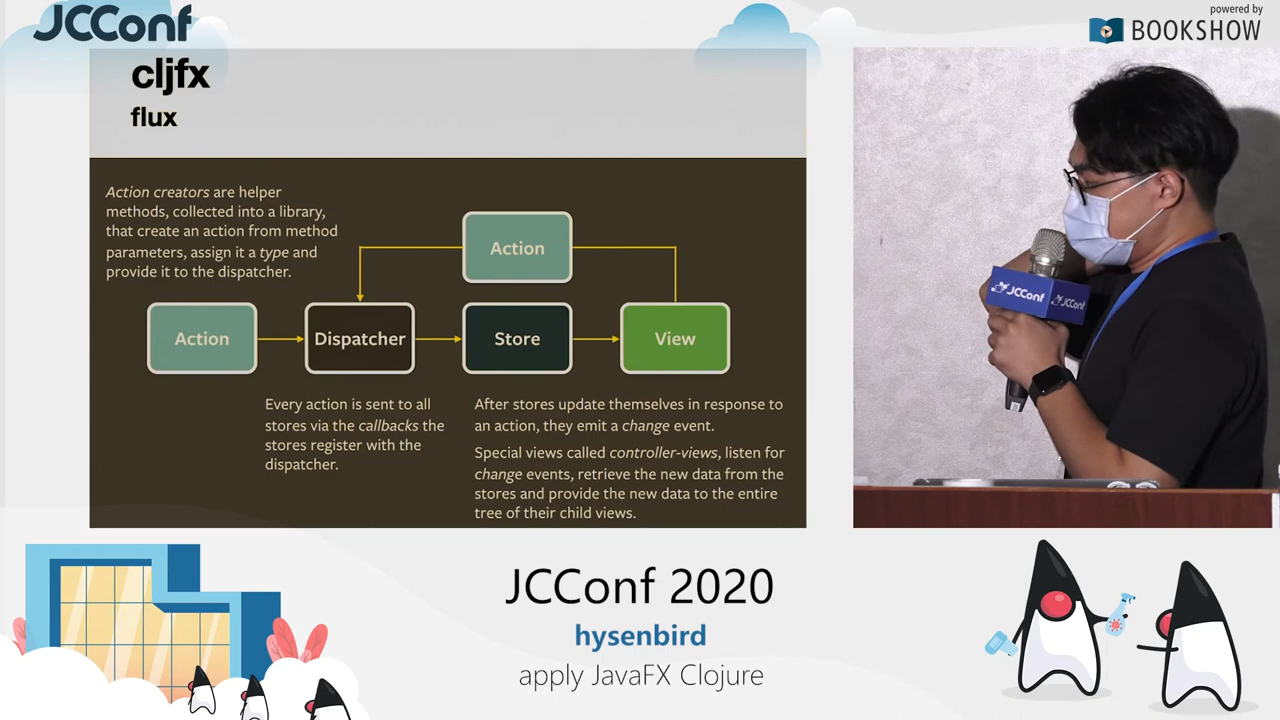 JCConf
powered by
BOOKSHOW
cljfx
flux
Action creators are helper
methods, collected into a library,
that create an action from method
parameters, assign it a type and
provide it to the dispatcher.
Action
Action
Dispatcher
Store
View
Every action is sent to all
stores via the callbacks the
stores register with the
dispatcher.
After stores update themselves in response to
an action, they emit a change event.
Special views called controller-views, listen for
change events, retrieve the new data from the
stores and provide the new data to the entire
tree of their child views.
JCConf
JCConf
JCConf 2020
hysenbird
apply JavaFX Clojure